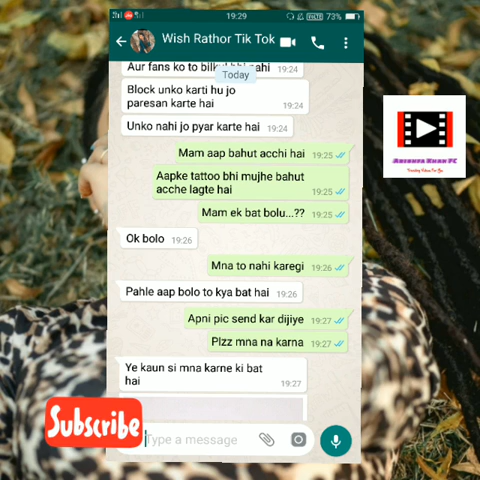 19:29
73%
Wish Rathor Tik Tok
Aur fans ko to bilkul bhi nahi
19:24
Today
Block unko karti hu jo
paresan karte hai
19:24
Unko nahi jo pyar karte hai 19:24
Mam aap bahut acchi hai 19:25
Aapke tattoo bhi mujhe bahut
acche lagte hai
19:25
Mam ek bat bolu...?? 19:25
Ok bolo 19:26
Mna to nahi karegi 19:26
Pahle aap bolo to kya bat hai 19:26
Apni pic send kar dijiye 19:27
Plzz mna na karna 19:27
Ye kaun si mna karne ki bat
hai
19:27
Type a message
Subscribe